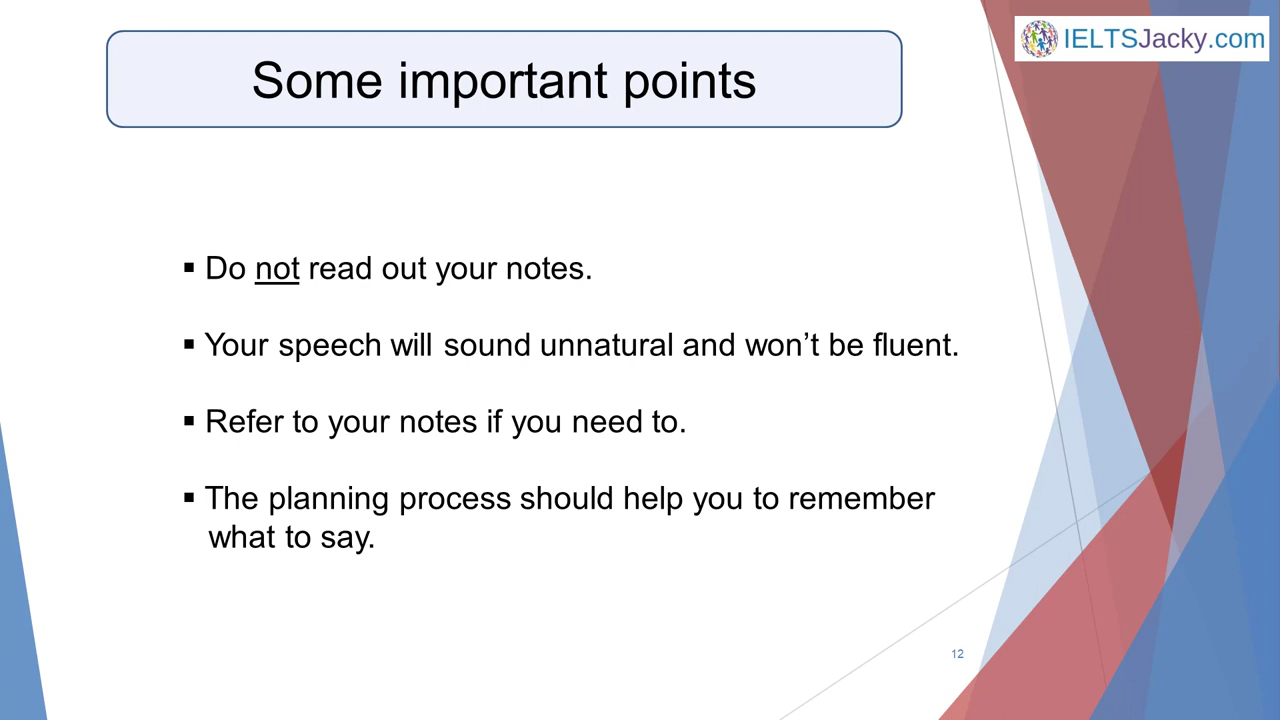 IELTSJacky.com
Some important points
▪ Do not read out your notes.
▪ Your speech will sound unnatural and won’t be fluent.
▪ Refer to your notes if you need to.
▪ The planning process should help you to remember
what to say.
12